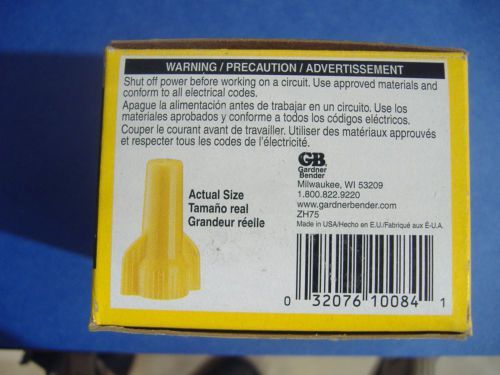 WARNING / PRECAUTION / ADVERTISSEMENT
Shut off power before working on a circuit. Use approved materials and
conform to all electrical codes.
Apague la alimentación antes de trabajar en un circuito. Use los
materiales aprobados y conforme a todos los códigos eléctricos.
Couper le courant avant de travailler. Utiliser des matériaux approuvés
et respecter tous les codes de l'électricité.
GB
Gardner
Bender
Milwaukee, WI 53209
1.800.822.9220
www.gardnerbender.com
ZH75
Made in USA/Hecho en E.U./Fabriqué aux É-U.A.
Actual Size
Tamaño real
Grandeur réelle
0 32076 10084 1